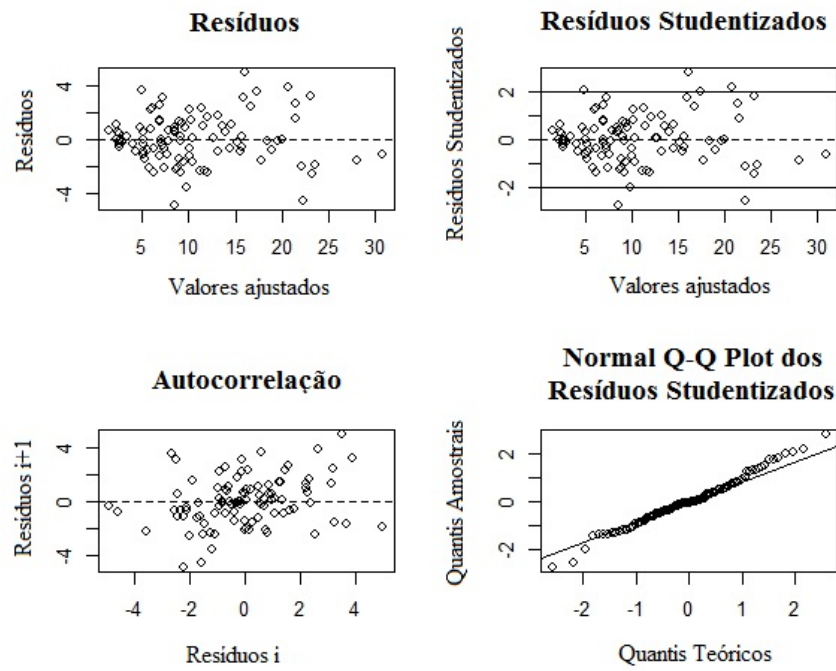 Resíduos
Resíduos
4
0
-4
5 10 15 20 25 30
Valores ajustados
Resíduos Studentizados
Resíduos Studentizados
2
0
-2
5 10 15 20 25 30
Valores ajustados
Autocorrelação
Resíduos i+1
4
0
-4
-4 -2 0 2 4
Resíduos i
Normal Q-Q Plot dos
Resíduos Studentizados
Quantis Amostrais
2
0
-2
-2 -1 0 1 2
Quantis Teóricos